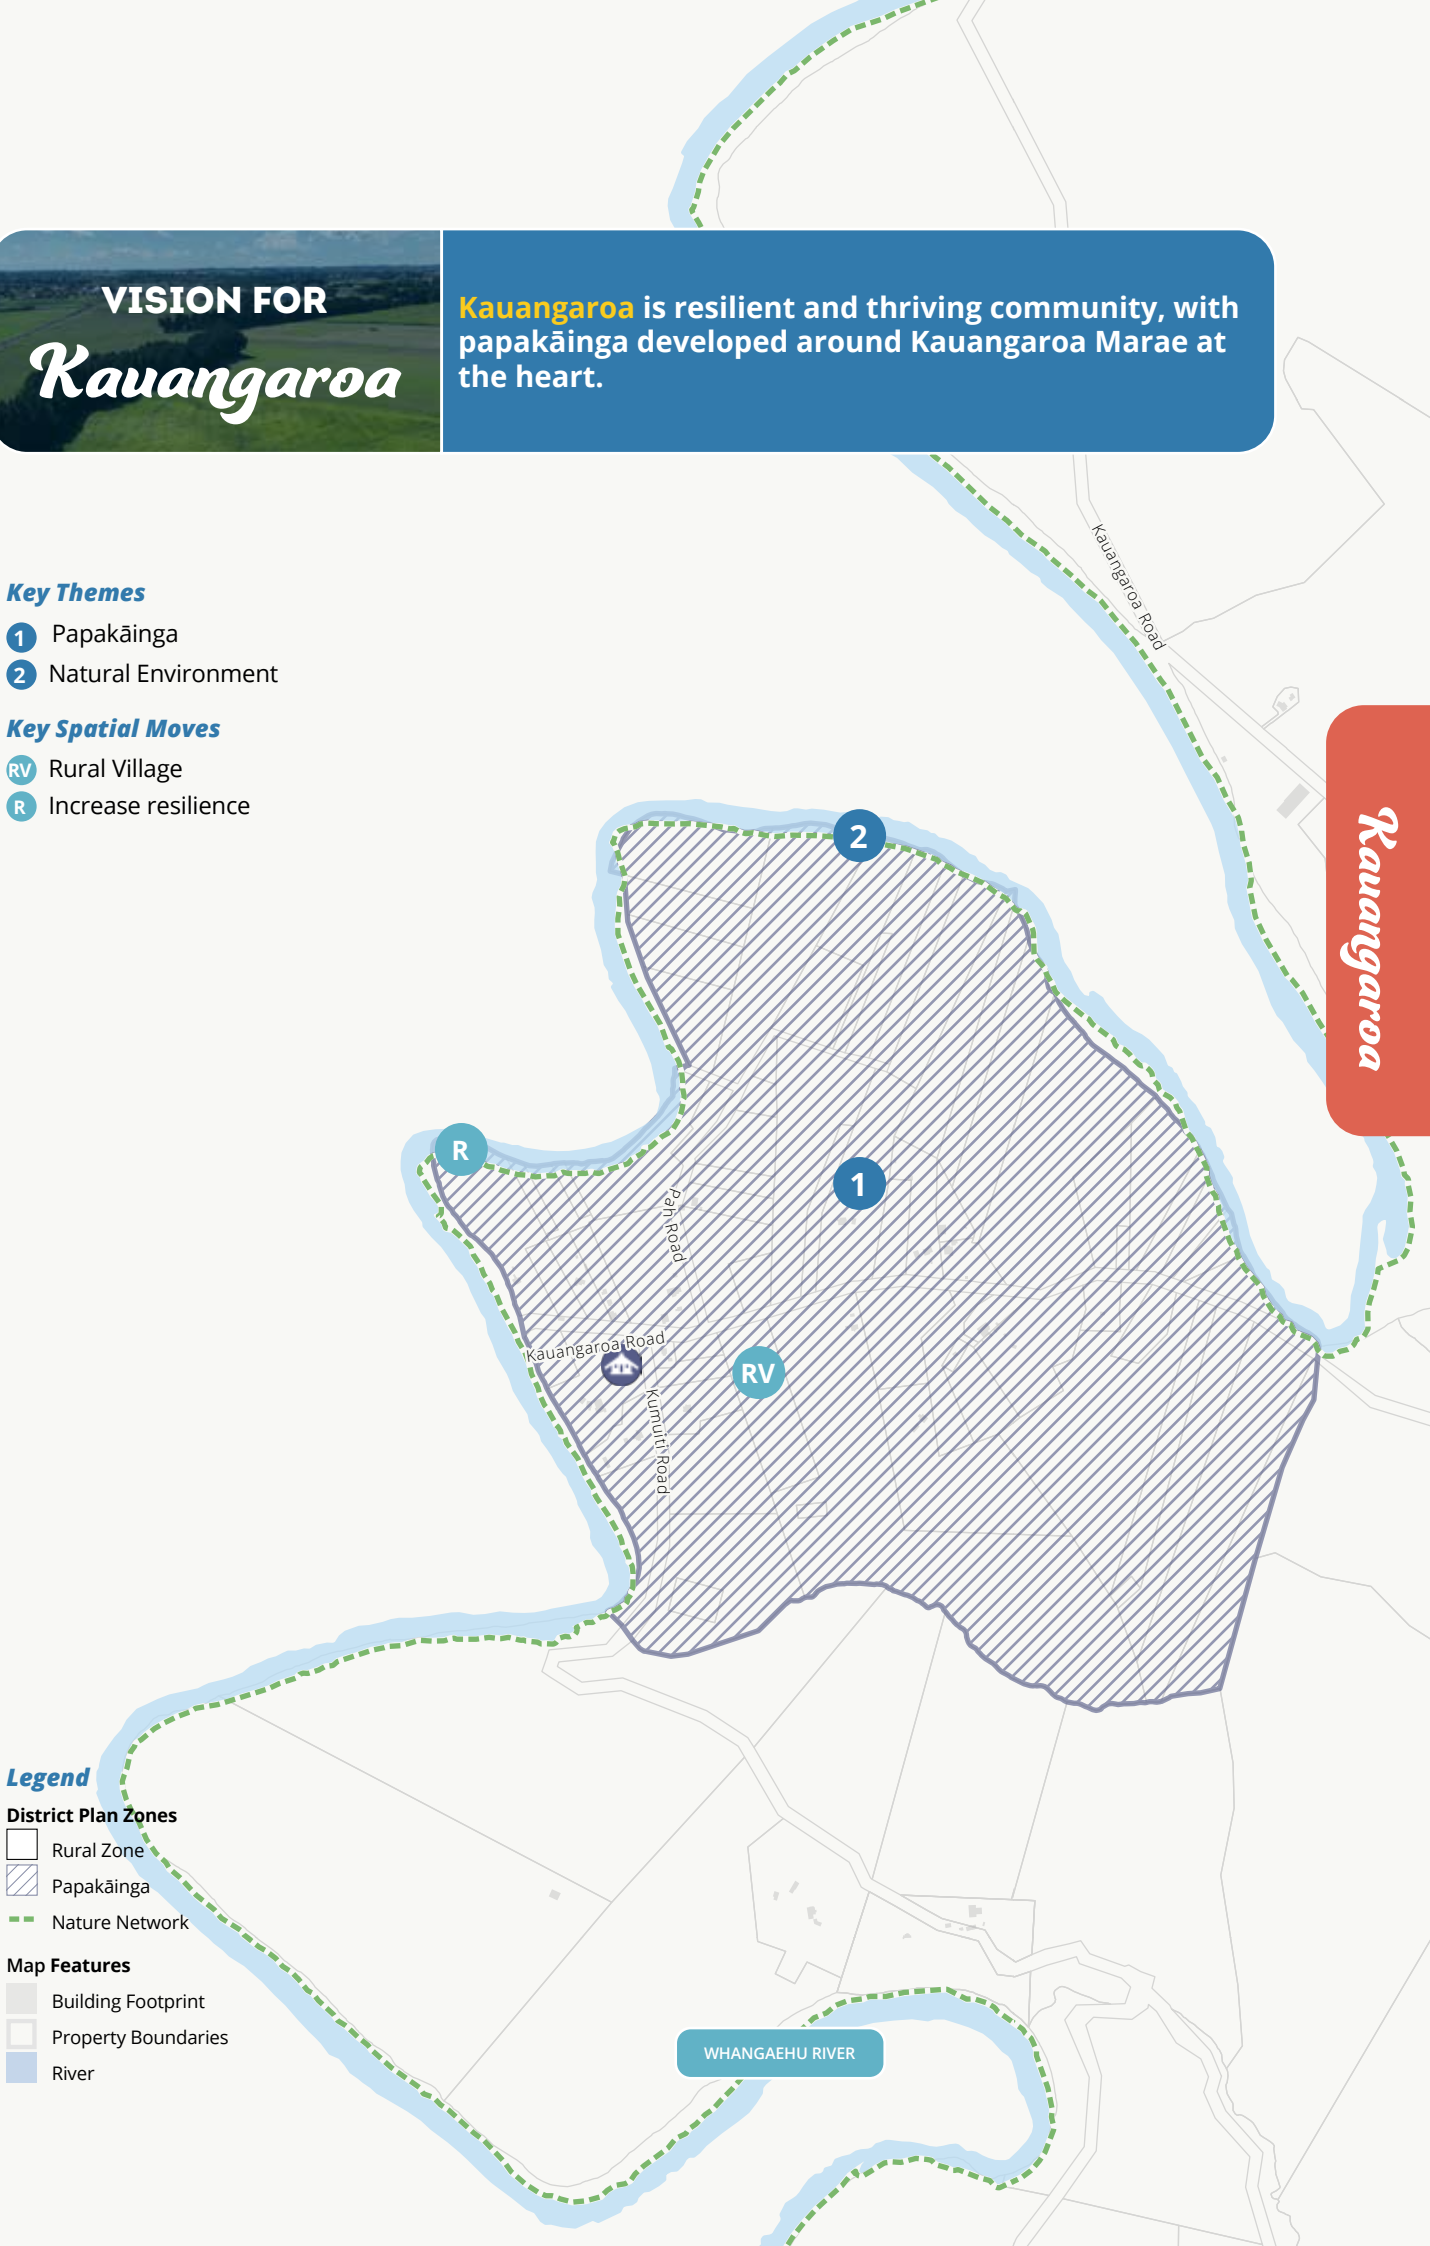 VISION FOR
Kauangaroa
Kauangaroa is resilient and thriving community, with
papakāinga developed around Kauangaroa Marae at
the heart.
Kauangaroa Road
Key Themes
1 Papakāinga
2 Natural Environment
Key Spatial Moves
RV Rural Village
R Increase resilience
Kauangaroa
2
R
1
Pah Road
Kauangaroa Road
RV
Kumuiti Road
Legend
District Plan Zones
Rural Zone
Papakāinga
Nature Network
Map Features
Building Footprint
Property Boundaries
River
WHANGAEHU RIVER